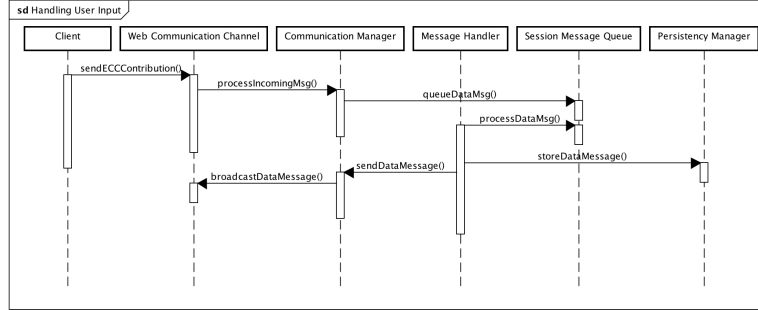 sd Handling User Input
Client
Web Communication Channel
Communication Manager
Message Handler
Session Message Queue
Persistency Manager
sendECCContribution()
processIncomingMsg()
queueDataMsg()
processDataMsg()
storeDataMessage()
sendDataMessage()
broadcastDataMessage()